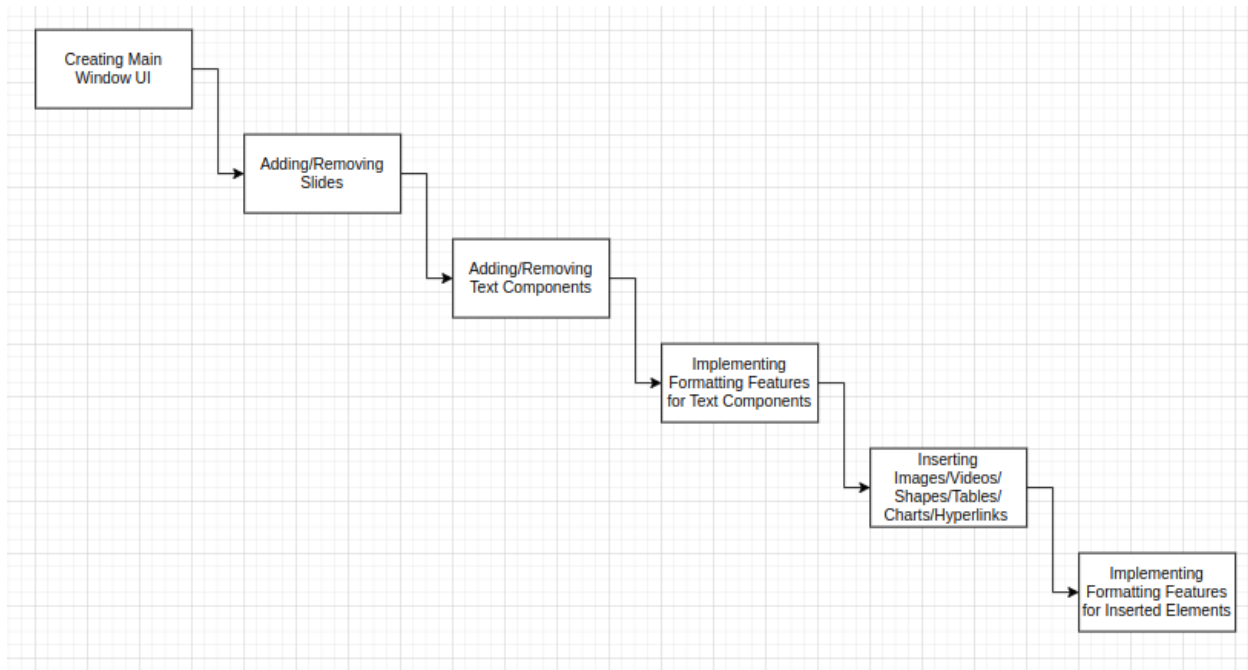 Creating Main
Window UI
Adding/Removing
Slides
Adding/Removing
Text Components
Implementing
Formatting Features
for Text Components
Inserting
Images/Videos/
Shapes/Tables/
Charts/Hyperlinks
Implementing
Formatting Features
for Inserted Elements